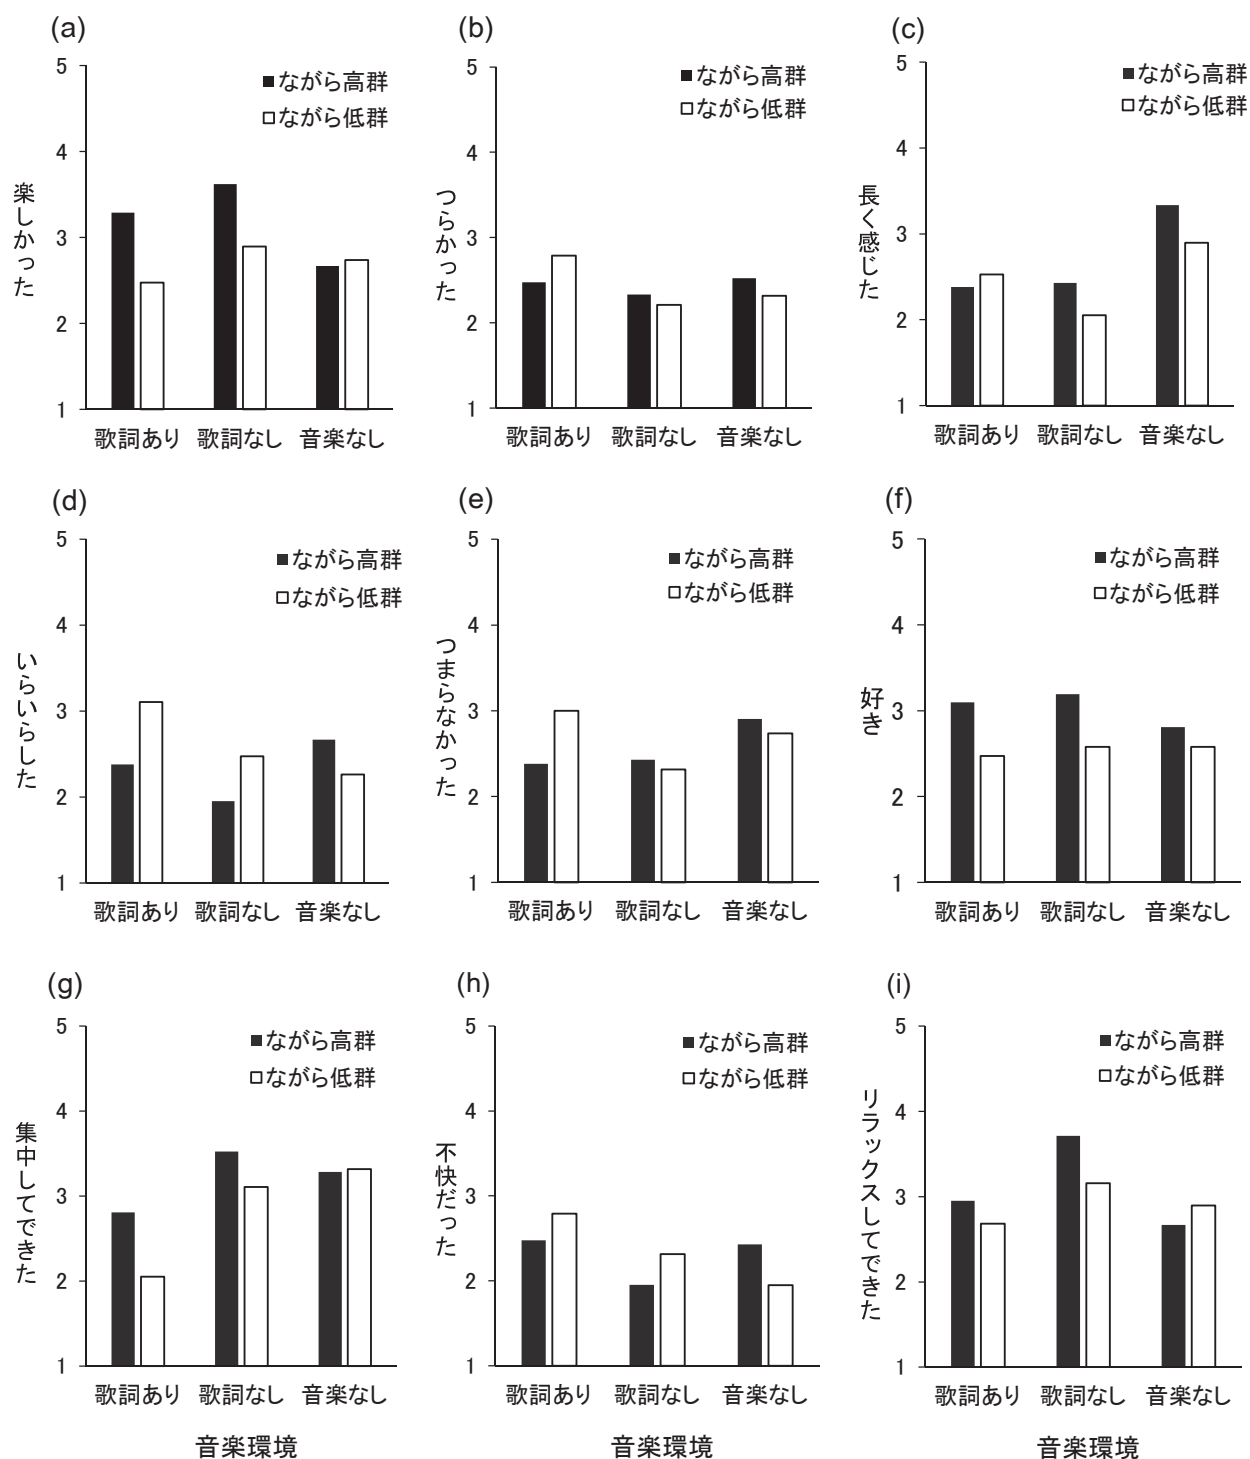 (a)
5
4
3
2
1
楽しかった
■ながら高群
□ながら低群
歌詞あり 歌詞なし 音楽なし
(b)
5
4
3
2
1
つらかった
■ながら高群
□ながら低群
歌詞あり 歌詞なし 音楽なし
(c)
5
4
3
2
1
長く感じた
■ながら高群
□ながら低群
歌詞あり 歌詞なし 音楽なし
(d)
5
4
3
2
1
いらいらした
■ながら高群
□ながら低群
歌詞あり 歌詞なし 音楽なし
(e)
5
4
3
2
1
つまらなかった
■ながら高群
□ながら低群
歌詞あり 歌詞なし 音楽なし
(f)
5
4
3
2
1
好き
■ながら高群
□ながら低群
歌詞あり 歌詞なし 音楽なし
(g)
5
4
3
2
1
集中してできた
■ながら高群
□ながら低群
歌詞あり 歌詞なし 音楽なし
音楽環境
(h)
5
4
3
2
1
不快だった
■ながら高群
□ながら低群
歌詞あり 歌詞なし 音楽なし
音楽環境
(i)
5
4
3
2
1
リラックスしてできた
■ながら高群
□ながら低群
歌詞あり 歌詞なし 音楽なし
音楽環境